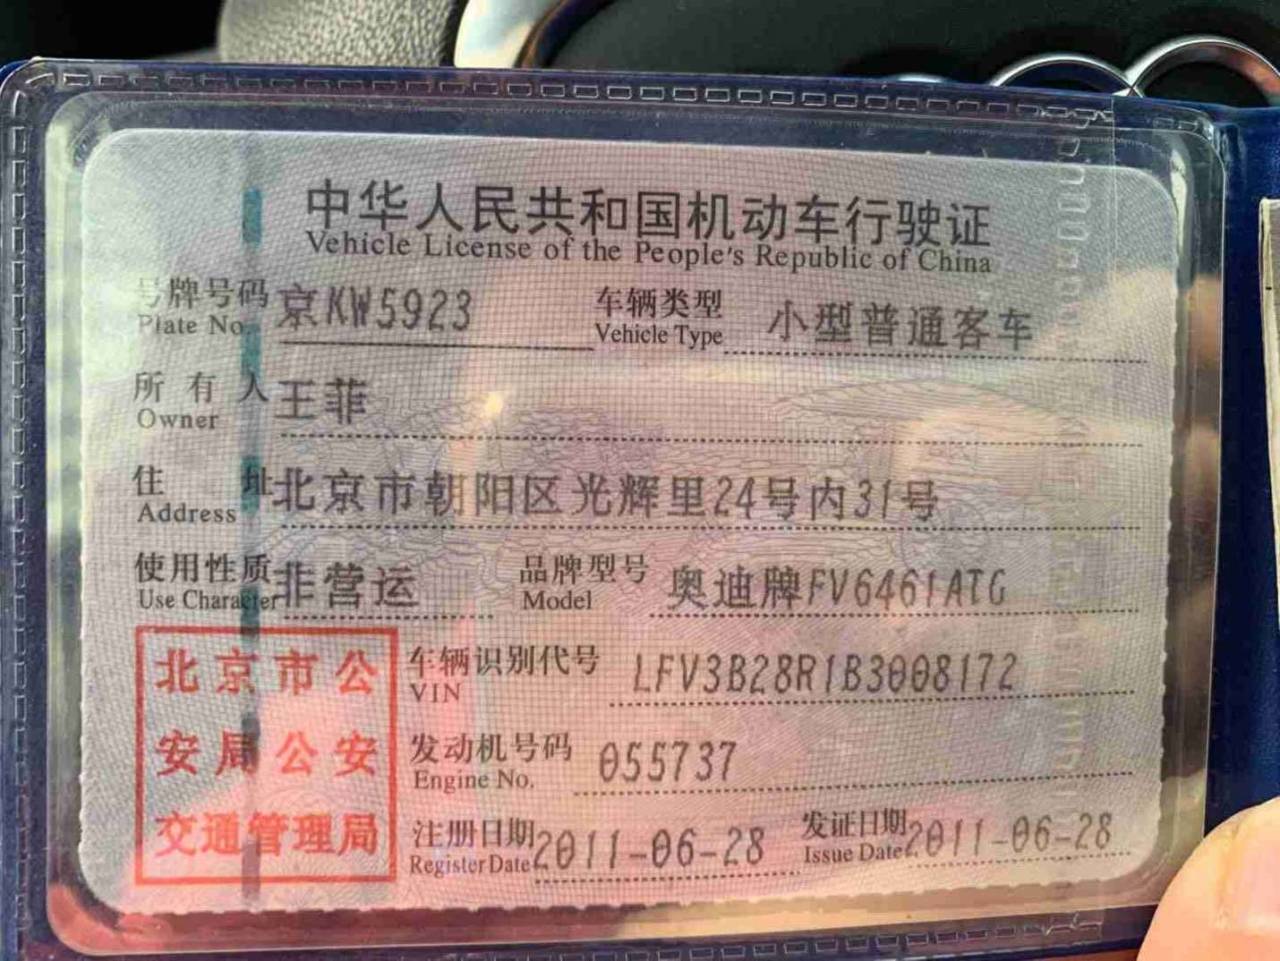 中华人民共和国机动车行驶证
Vehicle License of the People's Republic of China
号牌号码 京KW5923 车辆类型 小型普通客车
Plate No. Vehicle Type
所有人 王菲
Owner
住址 北京市朝阳区光辉里24号内31号
Address
使用性质 非营运 品牌型号 奥迪牌FV6461ATG
Use Character Model
北京市公
安局公安
交通管理局
车辆识别代号 LFV3B28R1B3008172
VIN
发动机号码 055737
Engine No.
注册日期 2011-06-28 发证日期 2011-06-28
Register Date Issue Date